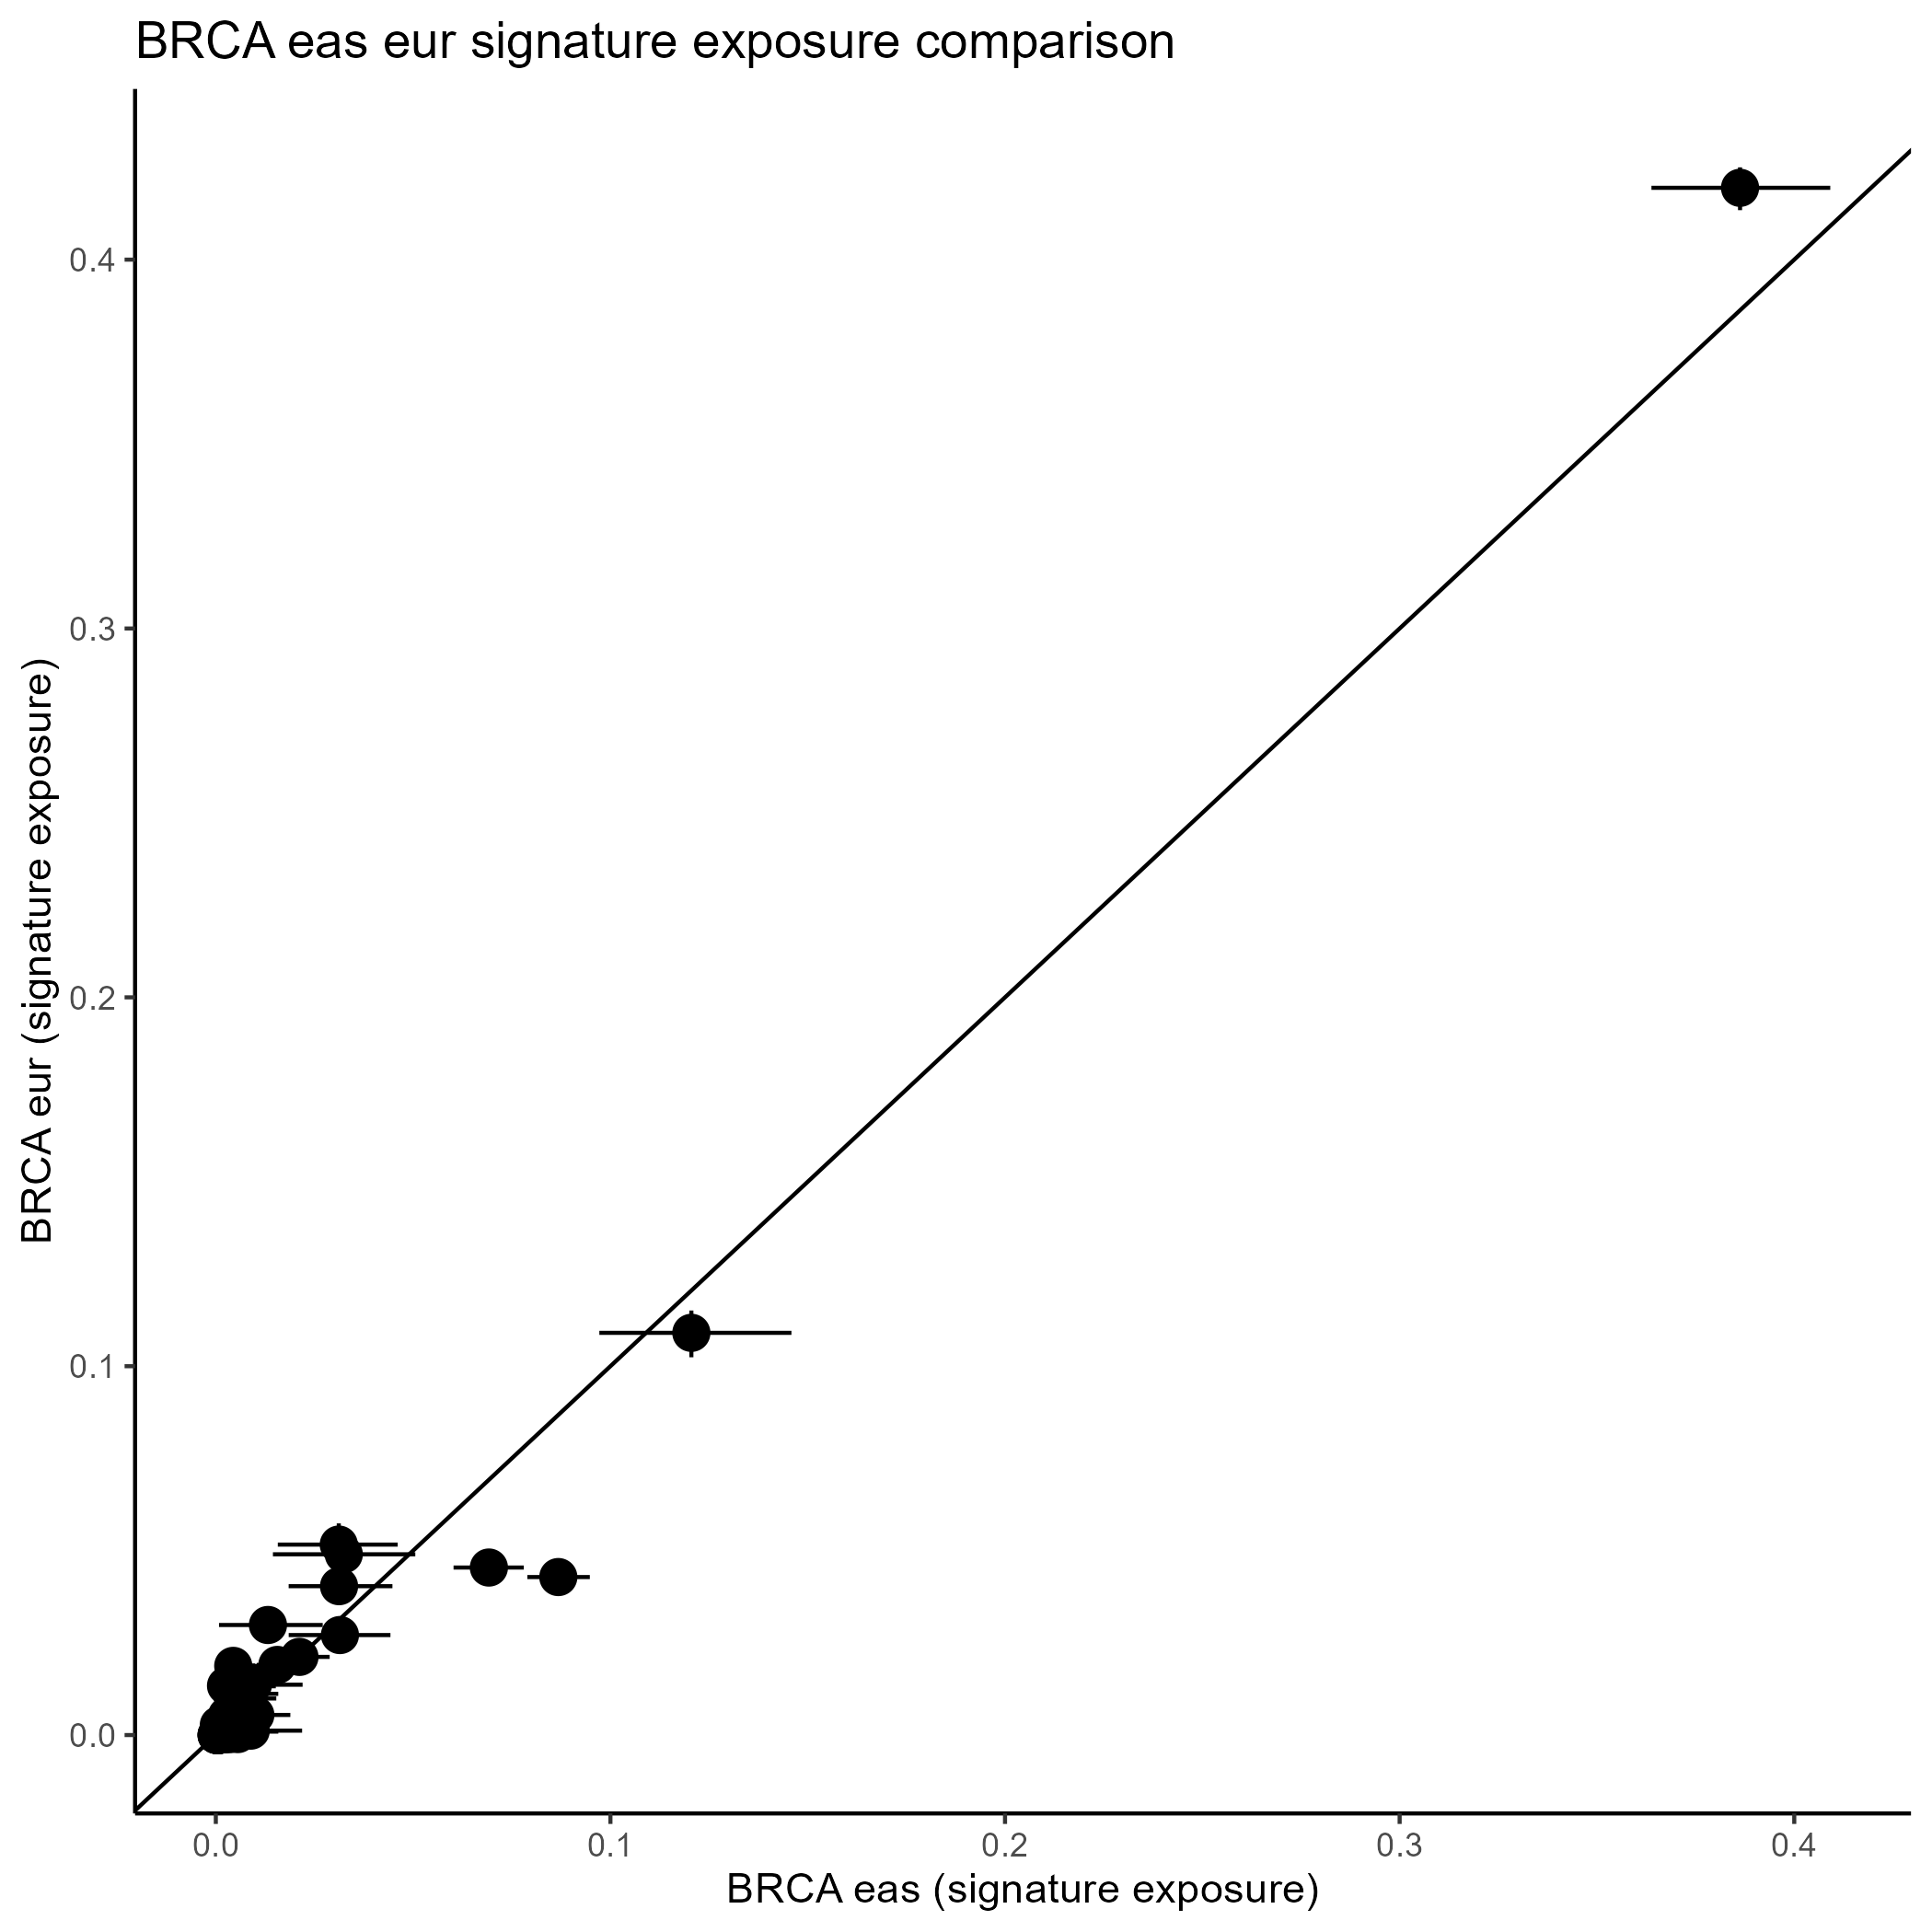 BRCA eas eur signature exposure comparison
BRCA eur (signature exposure)
0.4
0.3
0.2
0.1
0.0
0.0 0.1 0.2 0.3 0.4
BRCA eas (signature exposure)